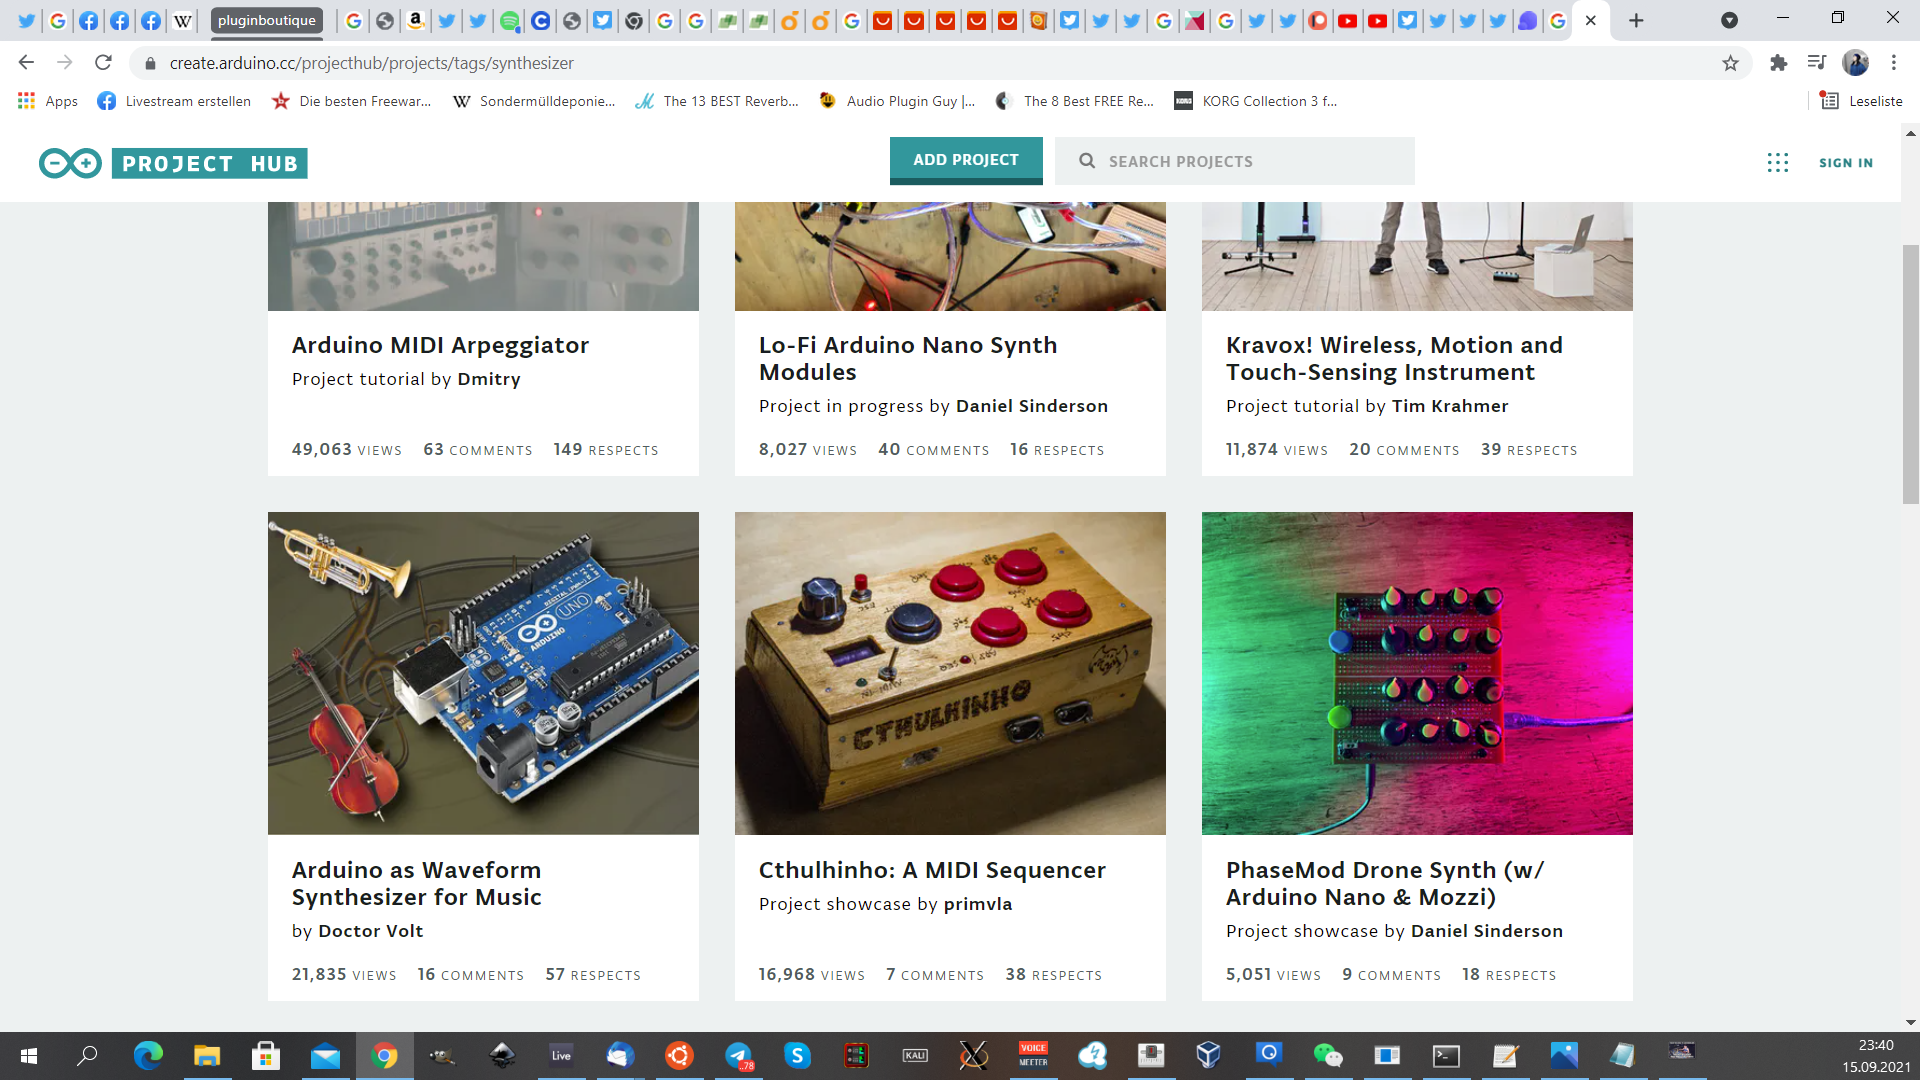 pluginboutique
create.arduino.cc/projecthub/projects/tags/synthesizer
Apps
Livestream erstellen
Die besten Freewar...
Sondermülldeponie...
The 13 BEST Reverb...
Audio Plugin Guy |...
The 8 Best FREE Re...
KORG Collection 3 f...
Leseliste
PROJECT HUB
ADD PROJECT
SEARCH PROJECTS
SIGN IN
Arduino MIDI Arpeggiator
Project tutorial by Dmitry
49,063 VIEWS 63 COMMENTS 149 RESPECTS
Lo-Fi Arduino Nano Synth
Modules
Project in progress by Daniel Sinderson
8,027 VIEWS 40 COMMENTS 16 RESPECTS
Kravox! Wireless, Motion and
Touch-Sensing Instrument
Project tutorial by Tim Krahmer
11,874 VIEWS 20 COMMENTS 39 RESPECTS
UNO
ARDUINO
CTHULHINHO
Arduino as Waveform
Synthesizer for Music
by Doctor Volt
21,835 VIEWS 16 COMMENTS 57 RESPECTS
Cthulhinho: A MIDI Sequencer
Project showcase by primvla
16,968 VIEWS 7 COMMENTS 38 RESPECTS
PhaseMod Drone Synth (w/
Arduino Nano & Mozzi)
Project showcase by Daniel Sinderson
5,051 VIEWS 9 COMMENTS 18 RESPECTS
Live
..78
KALI
VOICE
MEETER
23:40
15.09.2021